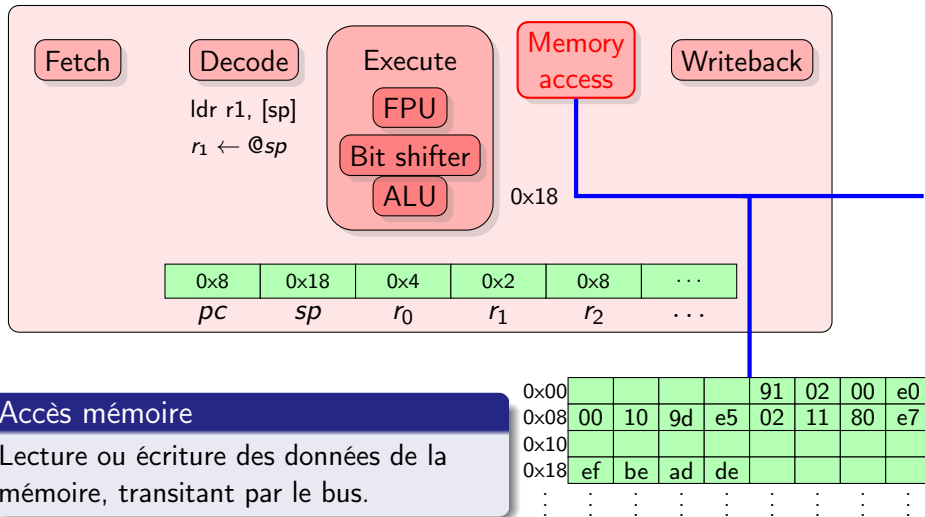 Fetch
Decode
Execute
Memory
access
Writeback
ldr r1, [sp]
r₁ ← @sp
FPU
Bit shifter
ALU
0x18
0x8 0x18 0x4 0x2 0x8 ···
pc sp r₀ r₁ r₂ ...
Accès mémoire
Lecture ou écriture des données de la
mémoire, transitant par le bus.
0x00 91 02 00 e0
0x08 00 10 9d e5 02 11 80 e7
0x10
0x18 ef be ad de